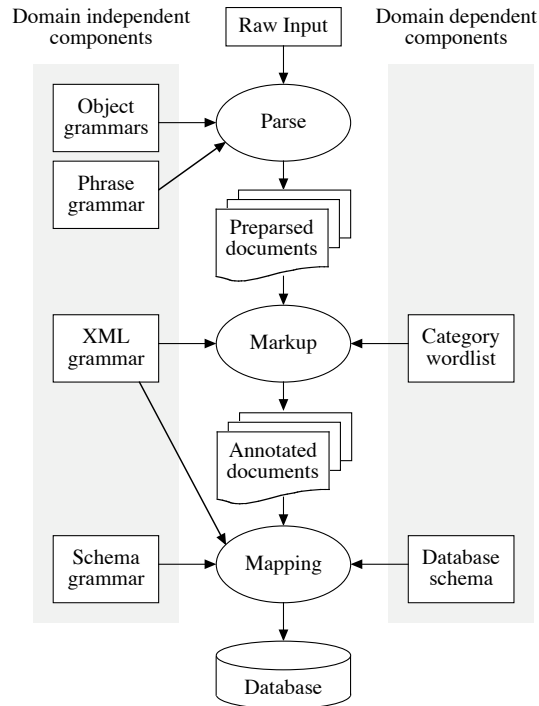 Domain independent
components
Raw Input
Domain dependent
components
Object
grammars
Parse
Phrase
grammar
Preparsed
documents
XML
grammar
Markup
Category
wordlist
Annotated
documents
Schema
grammar
Mapping
Database
schema
Database